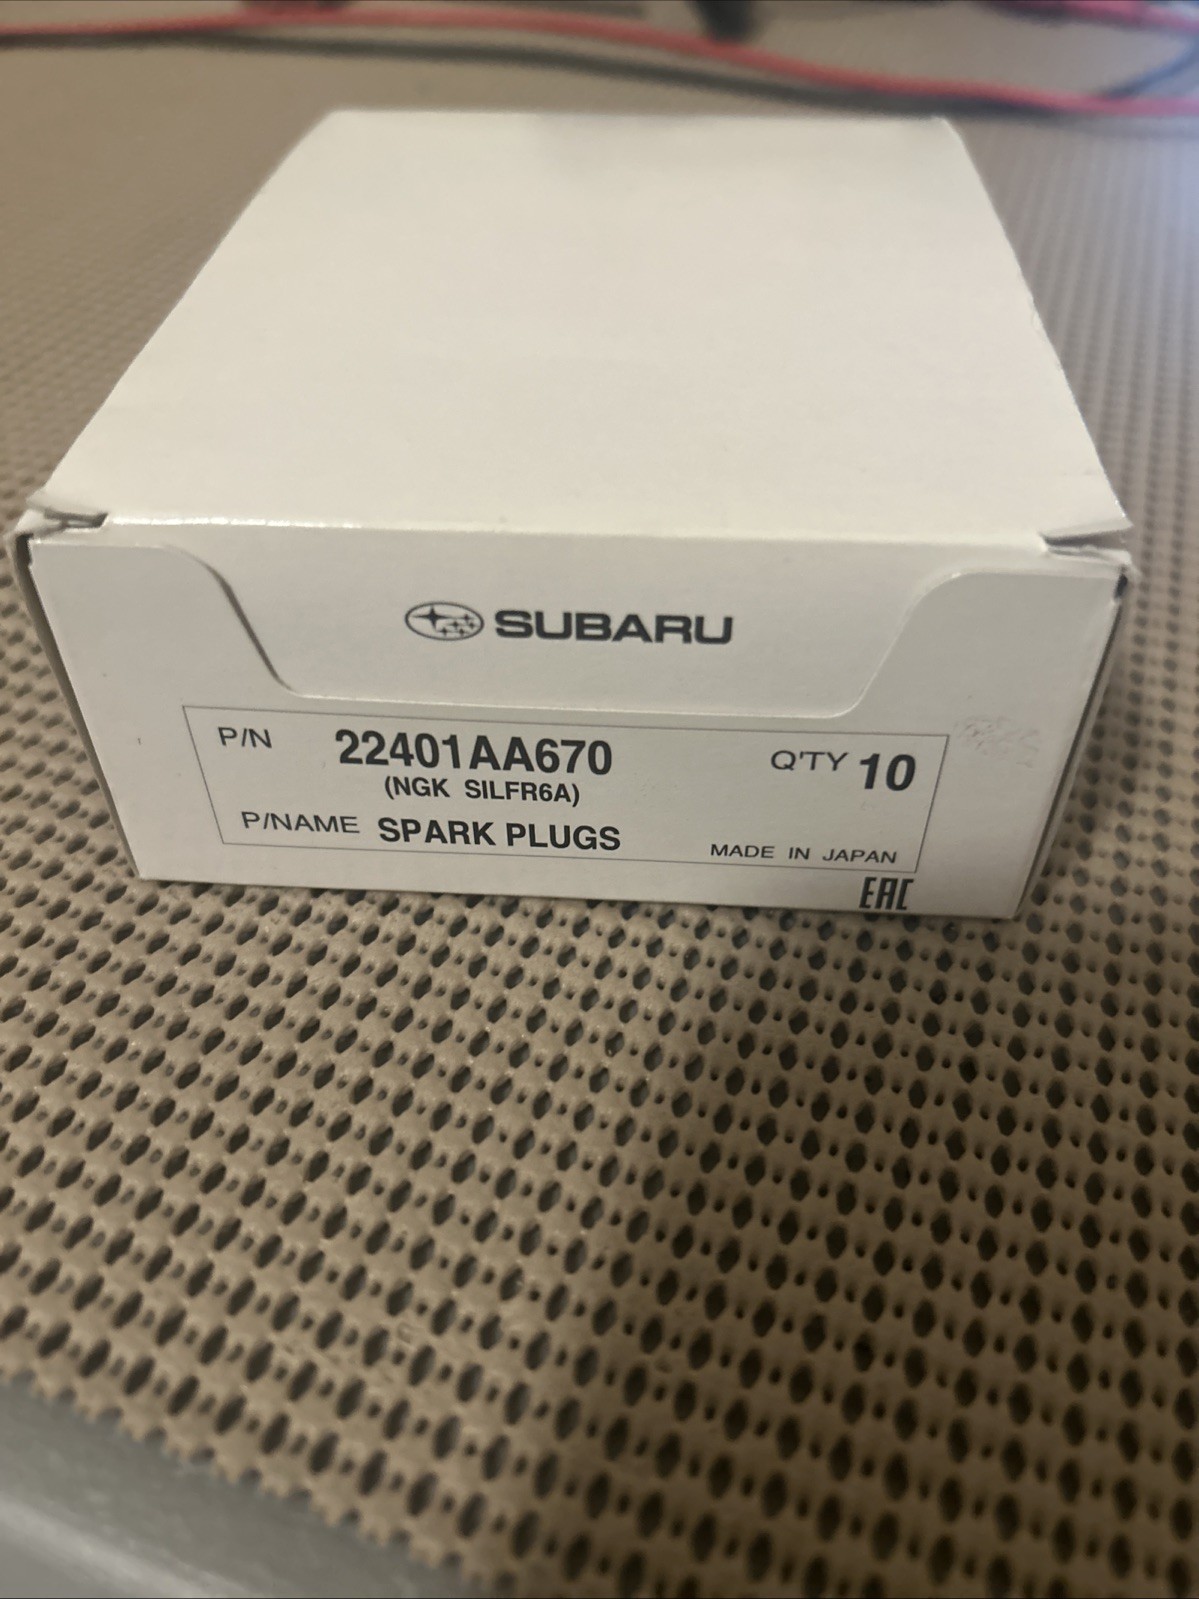 SUBARU
P/N 22401AA670 Q'TY 10
(NGK SILFR6A)
P/NAME SPARK PLUGS
MADE IN JAPAN
EAC